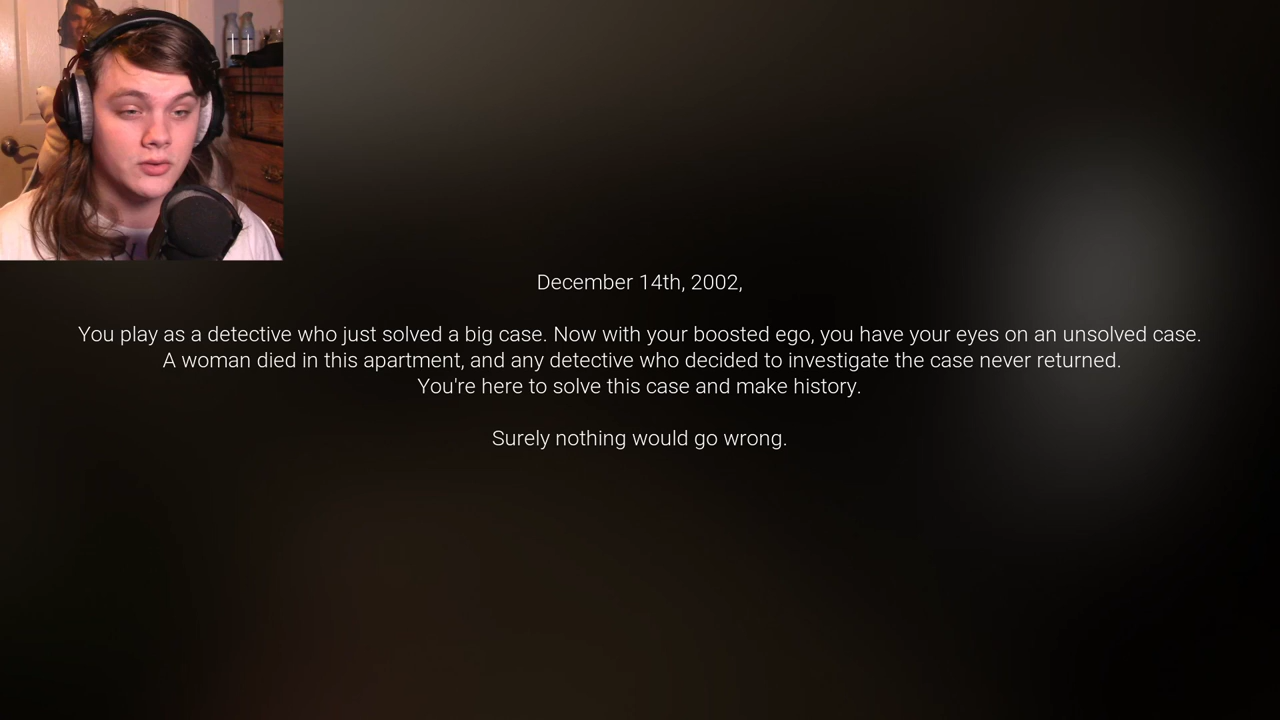 December 14th, 2002,
You play as a detective who just solved a big case. Now with your boosted ego, you have your eyes on an unsolved case.
A woman died in this apartment, and any detective who decided to investigate the case never returned.
You're here to solve this case and make history.
Surely nothing would go wrong.